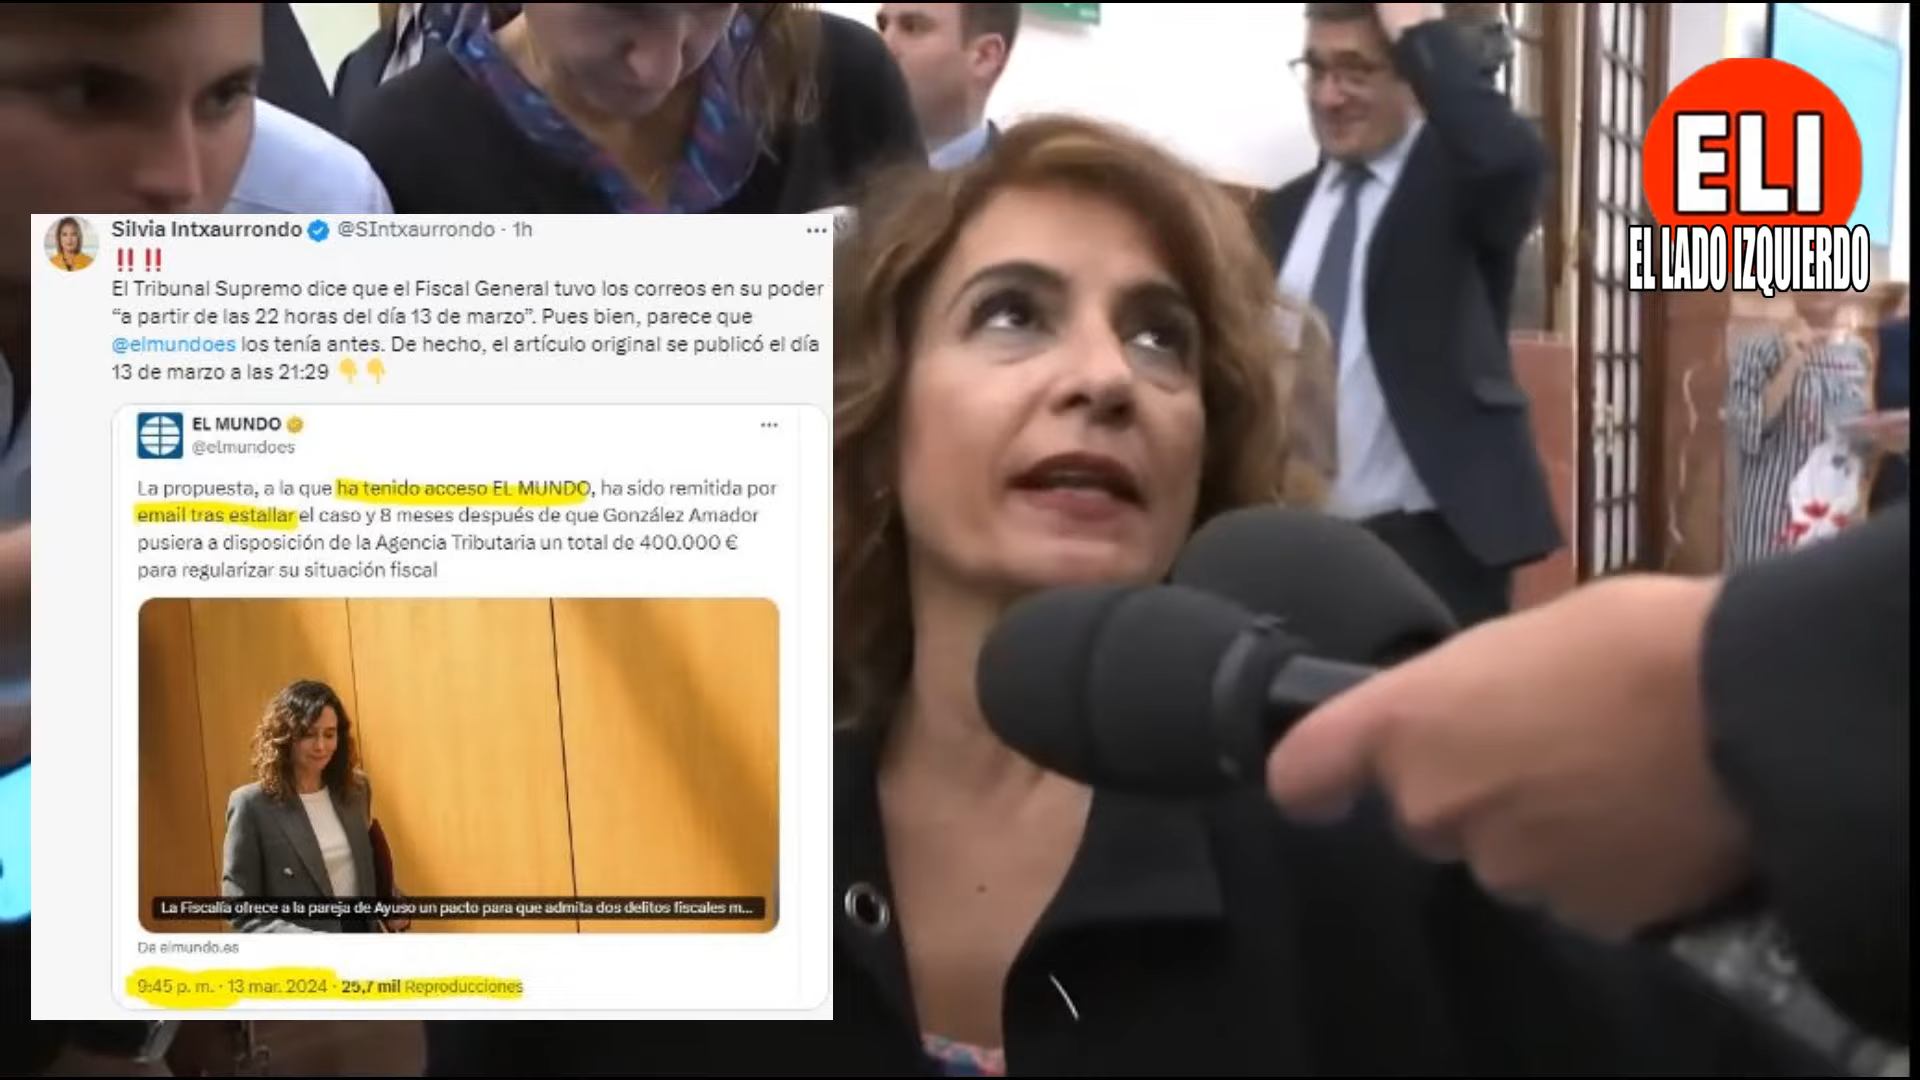 ELI
EL LADO IZQUIERDO
Silvia Intxaurrondo @SIntxaurrondo · 1h
‼️ ‼️
El Tribunal Supremo dice que el Fiscal General tuvo los correos en su poder
“a partir de las 22 horas del día 13 de marzo”. Pues bien, parece que
@elmundoes los tenía antes. De hecho, el artículo original se publicó el día
13 de marzo a las 21:29 👇👇
EL MUNDO
@elmundoes
La propuesta, a la que ha tenido acceso EL MUNDO, ha sido remitida por
email tras estallar el caso y 8 meses después de que González Amador
pusiera a disposición de la Agencia Tributaria un total de 400.000 €
para regularizar su situación fiscal
La Fiscalía ofrece a la pareja de Ayuso un pacto para que admita dos delitos fiscales m...
De elmundo.es
9:45 p. m. · 13 mar. 2024 · 25,7 mil Reproducciones